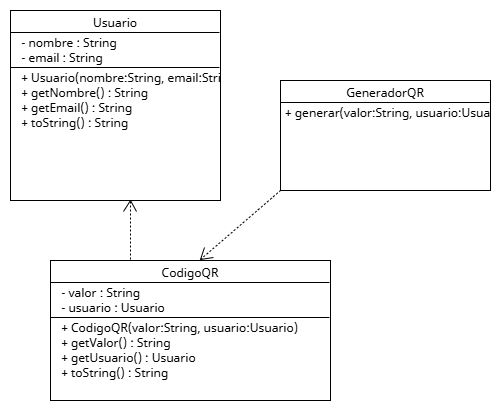 Usuario
- nombre : String
- email : String
+ Usuario(nombre:String, email:Stri
+ getNombre() : String
+ getEmail() : String
+ toString() : String
GeneradorQR
+ generar(valor:String, usuario:Usua
CodigoQR
- valor : String
- usuario : Usuario
+ CodigoQR(valor:String, usuario:Usuario)
+ getValor() : String
+ getUsuario() : Usuario
+ toString() : String